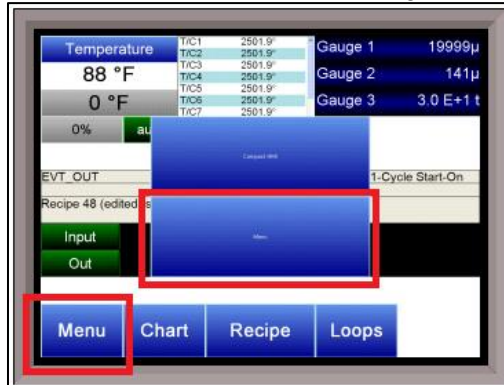 Temperature
88 °F
0 °F
0%
au
T/C1 2501.9°
T/C2 2501.9°
T/C3 2501.9°
T/C4 2501.9°
T/C5 2501.9°
T/C6 2501.9°
T/C7 2501.9°
Gauge 1 19999µ
Gauge 2 141µ
Gauge 3 3.0 E+1 t
EVT_OUT
1-Cycle Start-On
Recipe 48 (edited
Menu
Input
Out
Menu
Chart
Recipe
Loops